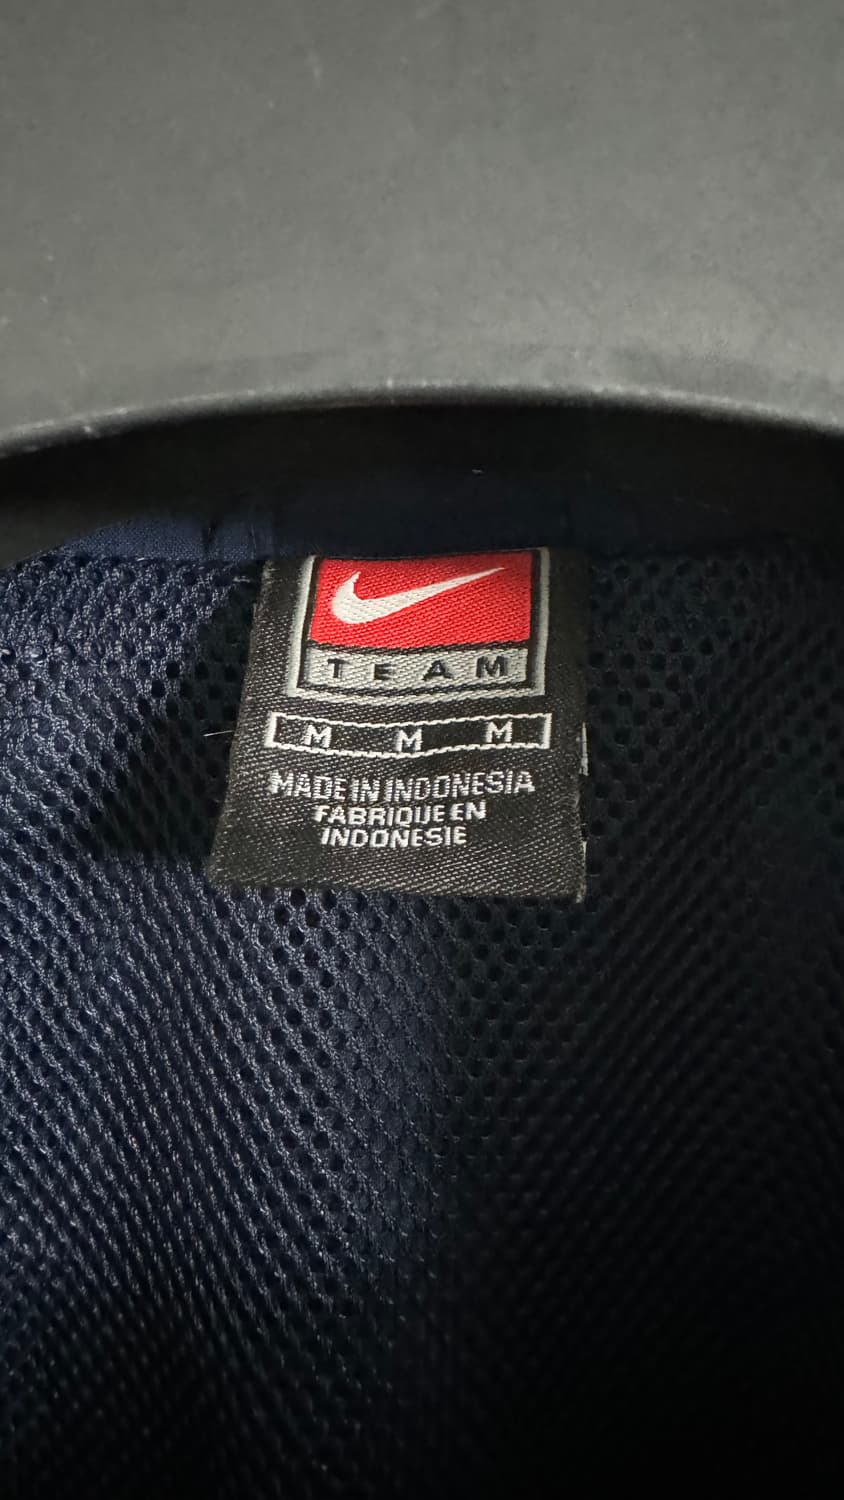 TEAM
M M M
MADE IN INDONESIA
FABRIQUE EN
INDONESIE